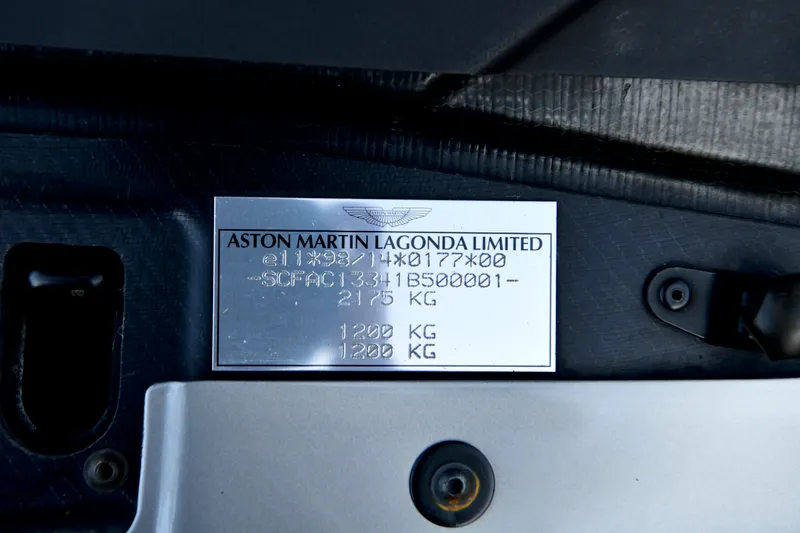 ASTON MARTIN LAGONDA LIMITED
e11*98/14*0177*00
-SCFAC13341B500001-
2175 KG
1200 KG
1200 KG